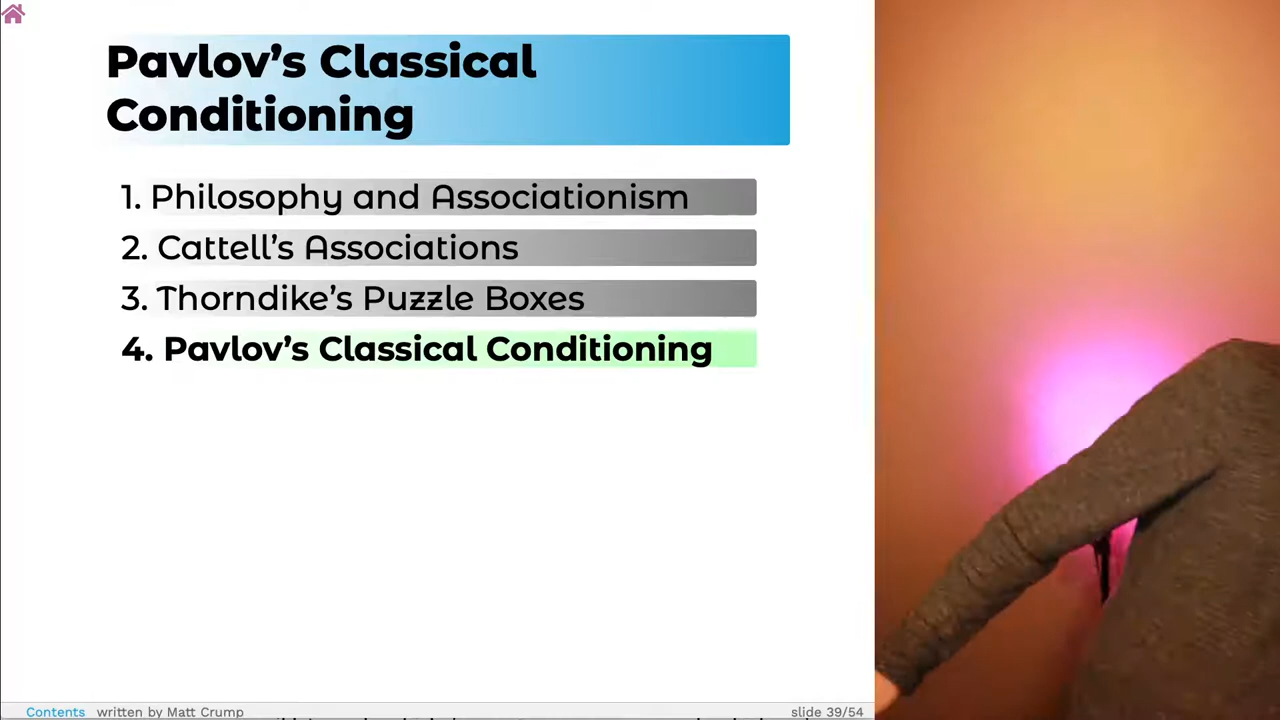 Pavlov’s Classical
Conditioning
1. Philosophy and Associationism
2. Cattell’s Associations
3. Thorndike’s Puzzle Boxes
4. Pavlov’s Classical Conditioning
Contents written by Matt Crump slide 39/54